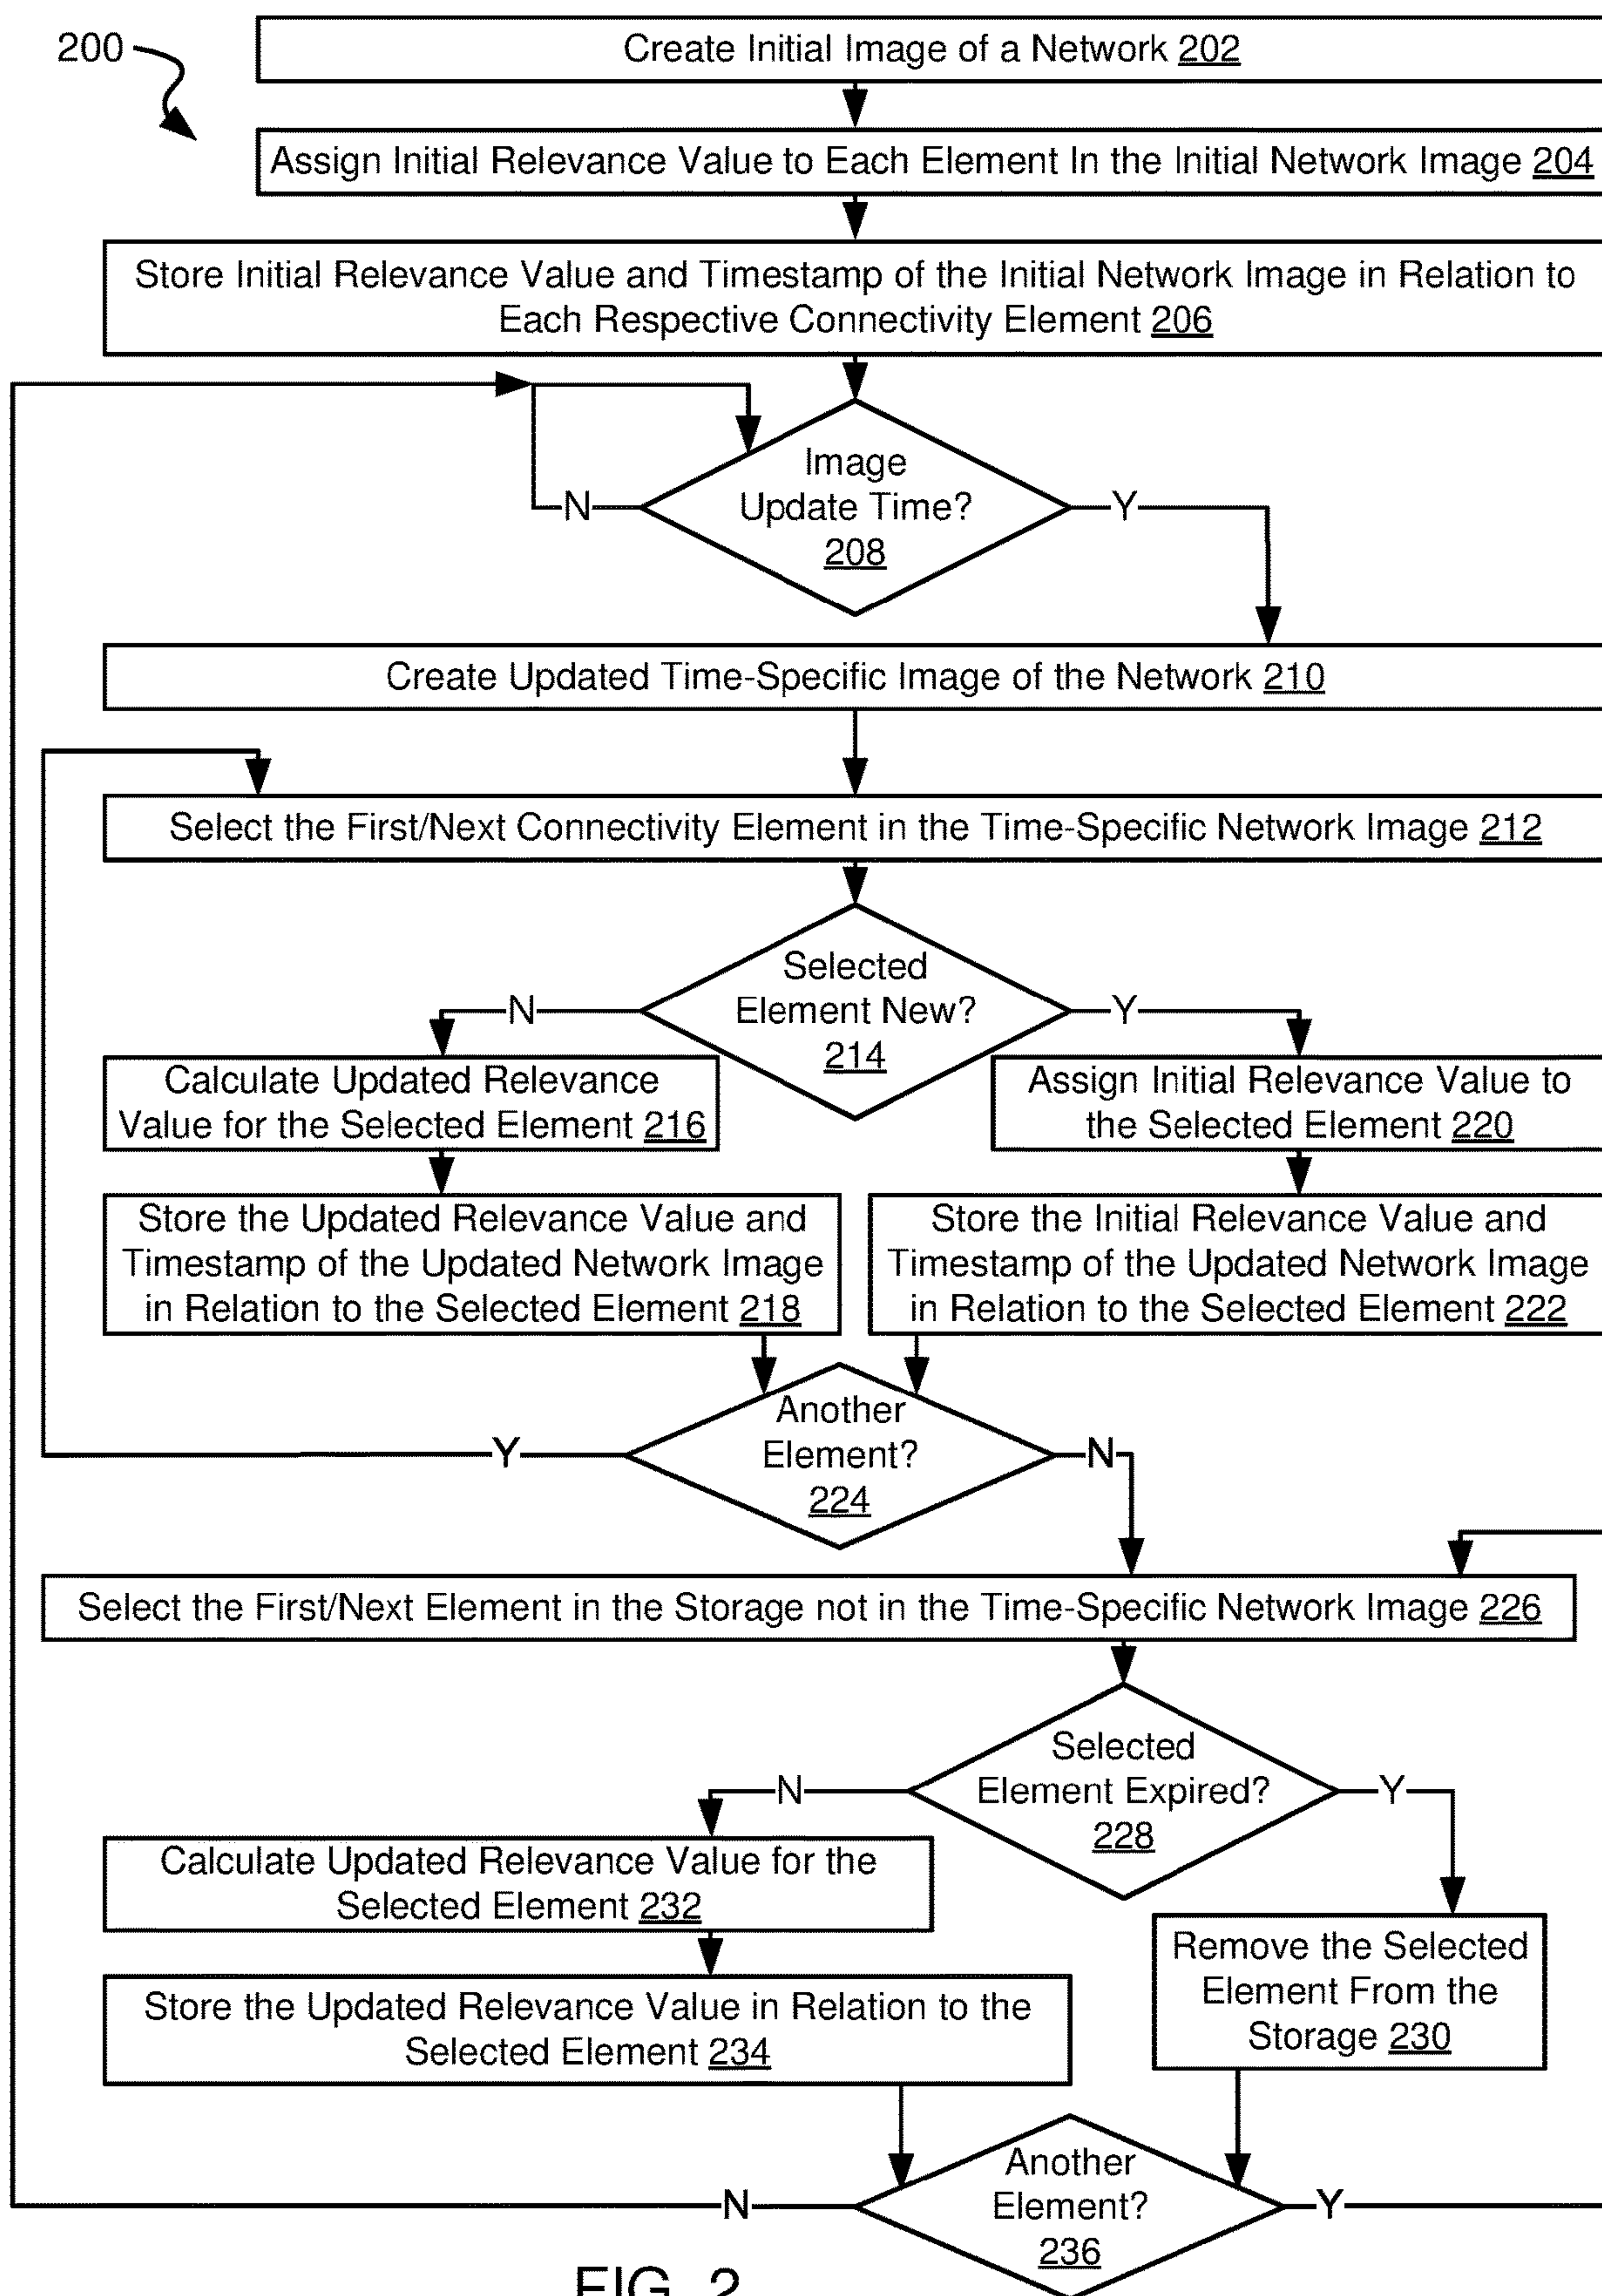 200
Create Initial Image of a Network 202
Assign Initial Relevance Value to Each Element In the Initial Network Image 204
Store Initial Relevance Value and Timestamp of the Initial Network Image in Relation to
Each Respective Connectivity Element 206
Image
Update Time?
208
N
Y
Create Updated Time-Specific Image of the Network 210
Select the First/Next Connectivity Element in the Time-Specific Network Image 212
Selected
Element New?
214
N
Y
Calculate Updated Relevance
Value for the Selected Element 216
Assign Initial Relevance Value to
the Selected Element 220
Store the Updated Relevance Value and
Timestamp of the Updated Network Image
in Relation to the Selected Element 218
Store the Initial Relevance Value and
Timestamp of the Updated Network Image
in Relation to the Selected Element 222
Another
Element?
224
Y
N
Select the First/Next Element in the Storage not in the Time-Specific Network Image 226
Selected
Element Expired?
228
N
Y
Calculate Updated Relevance Value for the
Selected Element 232
Remove the Selected
Element From the
Storage 230
Store the Updated Relevance Value in Relation to the
Selected Element 234
Another
Element?
236
N
Y
FIG. 2